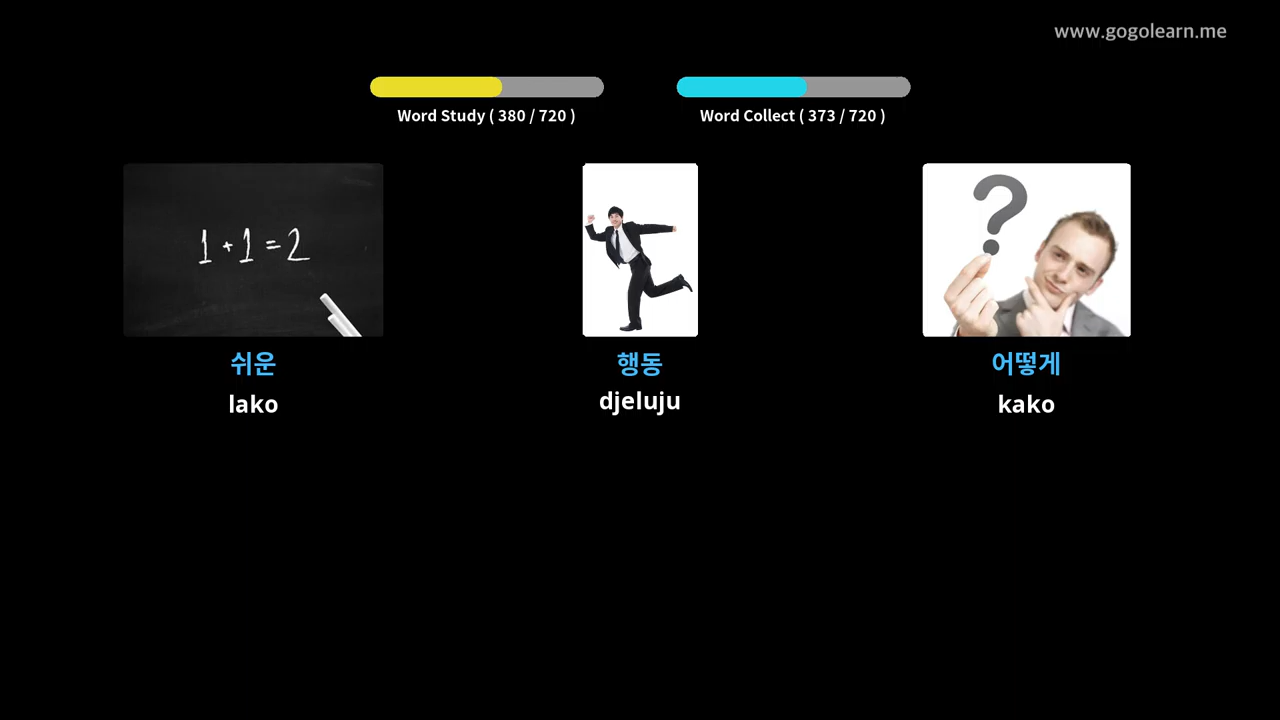 www.gogolearn.me
Word Study ( 380 / 720 )
Word Collect ( 373 / 720 )
1 + 1 = 2
쉬운
행동
어떻게
lako
djeluju
kako